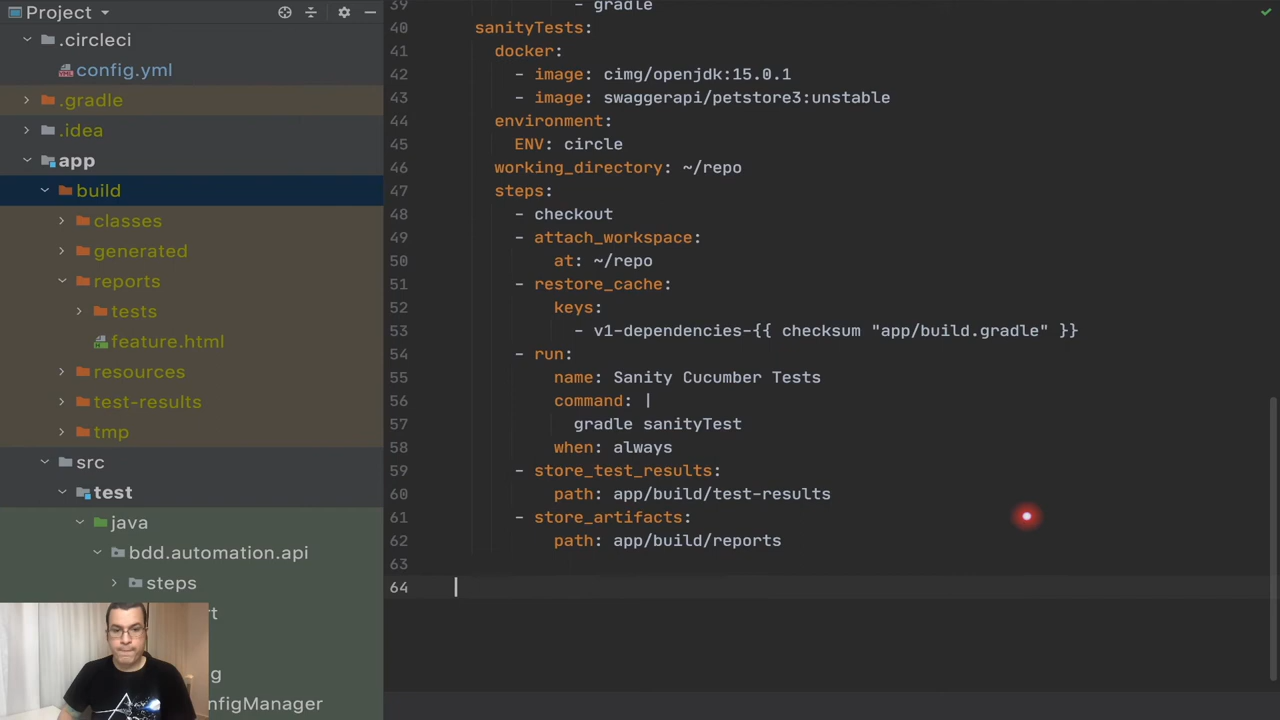 Project
.circleci
config.yml
.gradle
.idea
app
build
classes
generated
reports
tests
feature.html
resources
test-results
tmp
src
test
java
bdd.automation.api
steps
rt
g
onfigManager
39 - gradle
40 sanityTests:
41 docker:
42 - image: cimg/openjdk:15.0.1
43 - image: swaggerapi/petstore3:unstable
44 environment:
45 ENV: circle
46 working_directory: ~/repo
47 steps:
48 - checkout
49 - attach_workspace:
50 at: ~/repo
51 - restore_cache:
52 keys:
53 - v1-dependencies-{{ checksum "app/build.gradle" }}
54 - run:
55 name: Sanity Cucumber Tests
56 command: |
57 gradle sanityTest
58 when: always
59 - store_test_results:
60 path: app/build/test-results
61 - store_artifacts:
62 path: app/build/reports
63
64